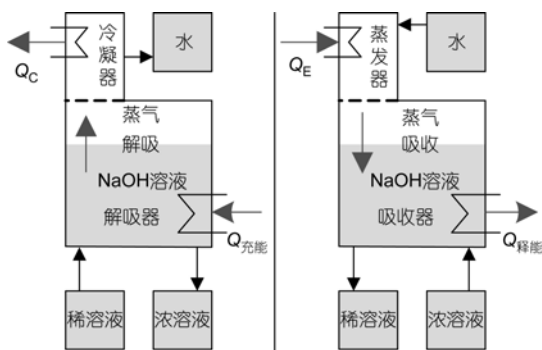 冷凝器
水
Q_C
蒸气
解吸
NaOH溶液
解吸器
Q_充能
稀溶液
浓溶液
蒸发器
水
Q_E
蒸气
吸收
NaOH溶液
吸收器
Q_释能
稀溶液
浓溶液